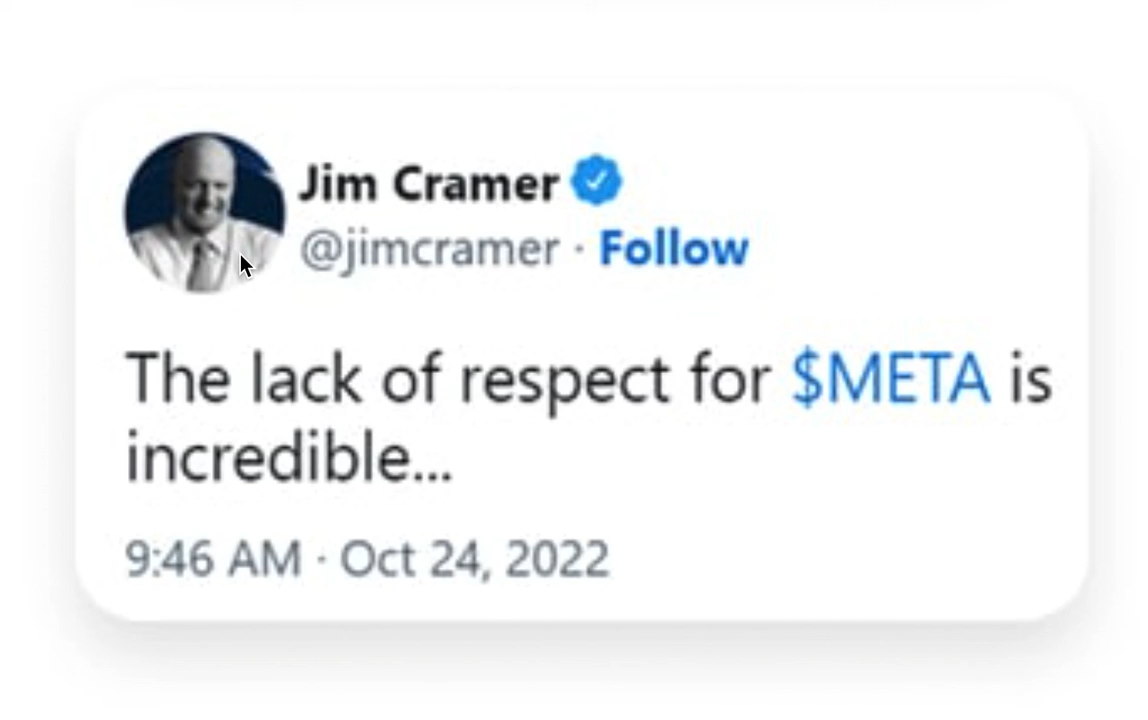 Jim Cramer
@jimcramer · Follow
The lack of respect for $META is
incredible...
9:46 AM · Oct 24, 2022